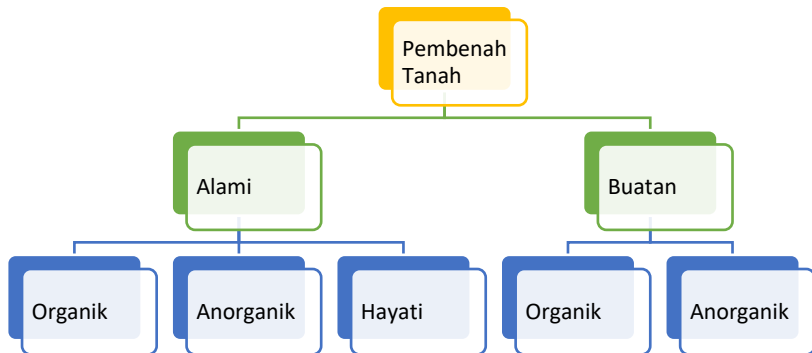 Pembenah
Tanah
Alami
Buatan
Organik
Anorganik
Hayati
Organik
Anorganik